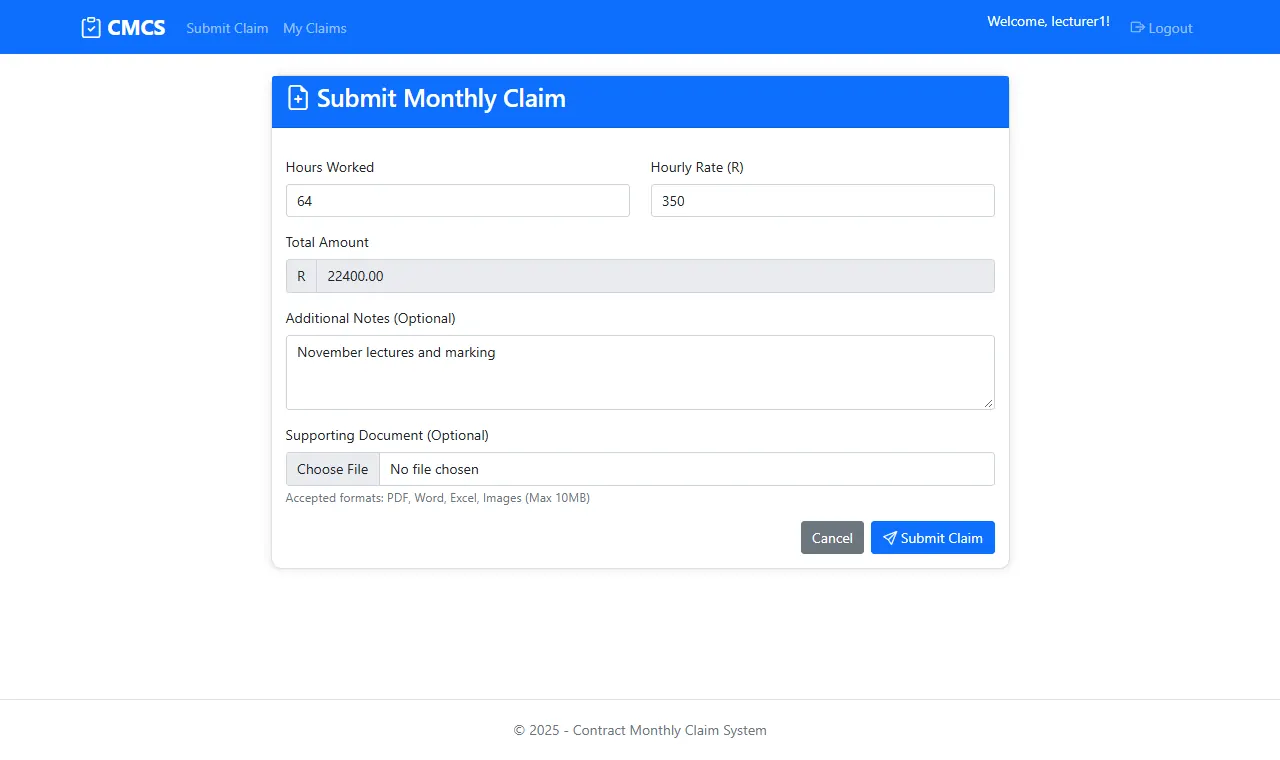 CMCS Submit Claim My Claims Welcome, lecturer1! Logout
Submit Monthly Claim
Hours Worked Hourly Rate (R)
64 350
Total Amount
R 22400.00
Additional Notes (Optional)
November lectures and marking
Supporting Document (Optional)
Choose File No file chosen
Accepted formats: PDF, Word, Excel, Images (Max 10MB)
Cancel Submit Claim
© 2025 - Contract Monthly Claim System